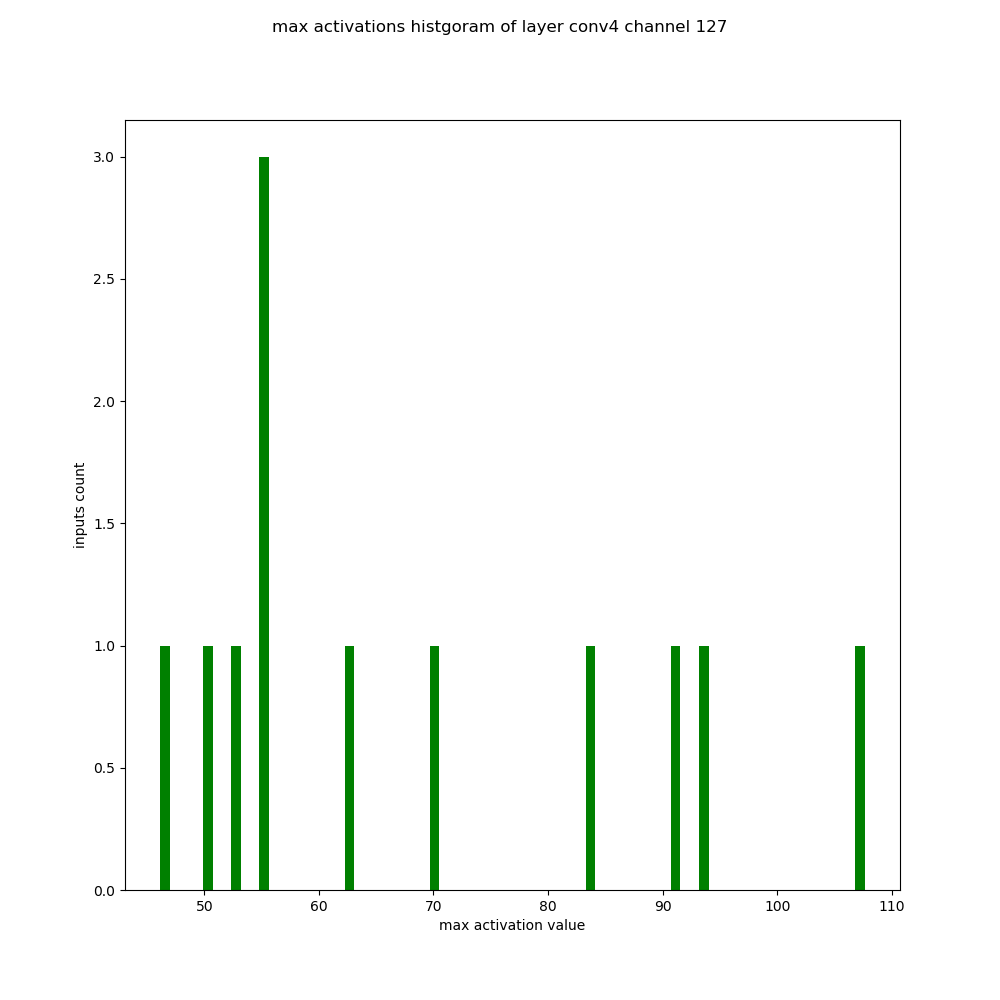 max activations histgoram of layer conv4 channel 127
3.0
2.5
2.0
1.5
1.0
0.5
0.0
inputs count
50 60 70 80 90 100 110
max activation value